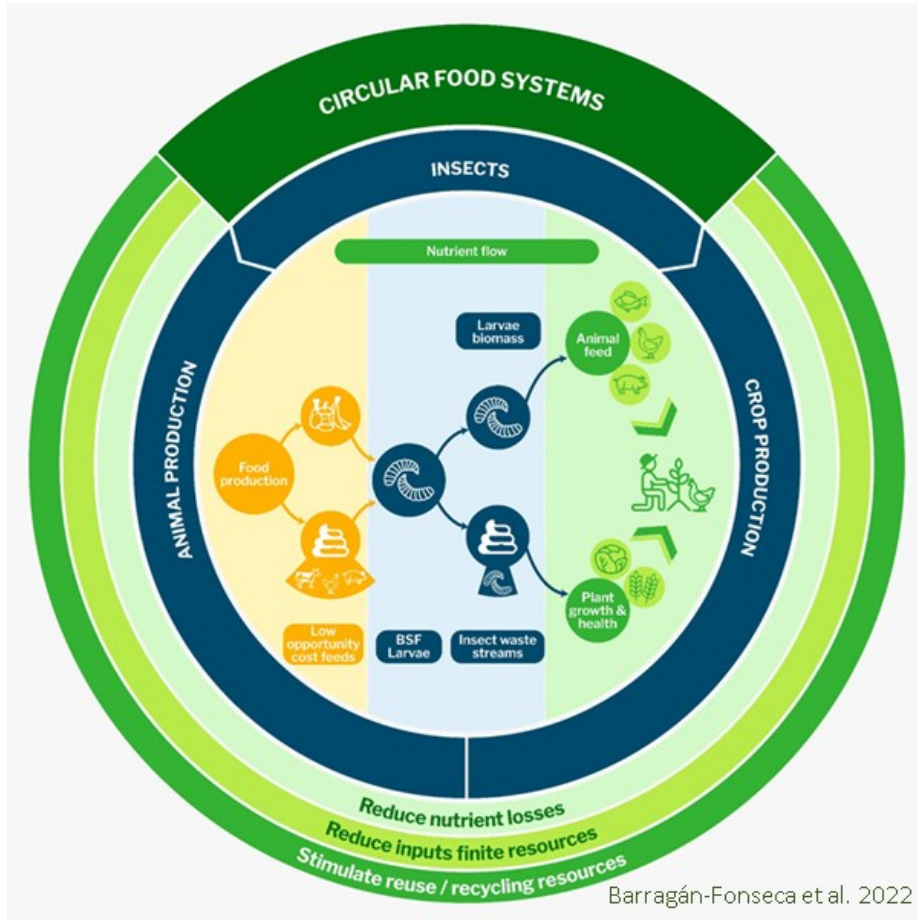 CIRCULAR FOOD SYSTEMS
INSECTS
Nutrient flow
ANIMAL PRODUCTION
CROP PRODUCTION
Larvae
biomass
Animal
feed
Food
production
Plant
growth &
health
Low
opportunity
cost feeds
BSF
Larvae
Insect waste
streams
Reduce nutrient losses
Reduce inputs finite resources
Stimulate reuse / recycling resources
Barragán-Fonseca et al. 2022